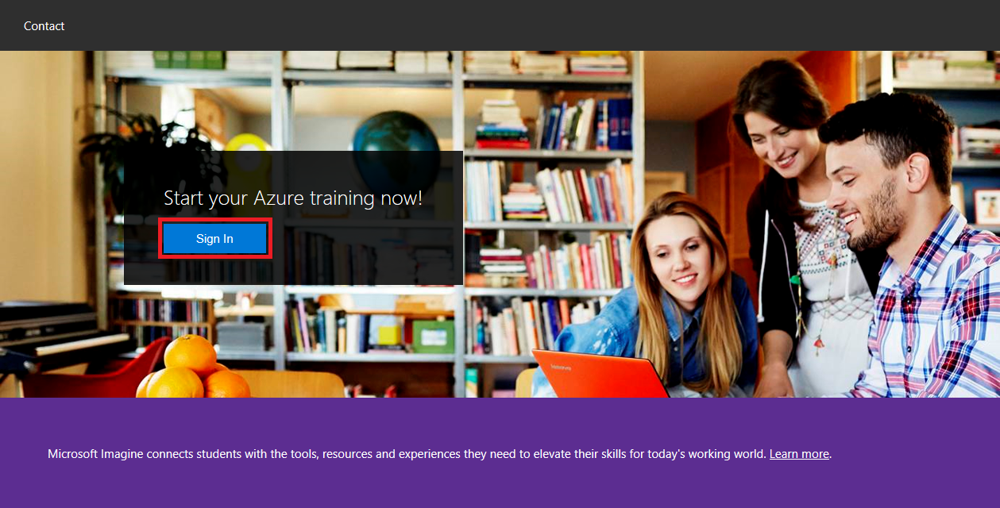 Contact
Start your Azure training now!
Sign In
Microsoft Imagine connects students with the tools, resources and experiences they need to elevate their skills for today's working world. Learn more.